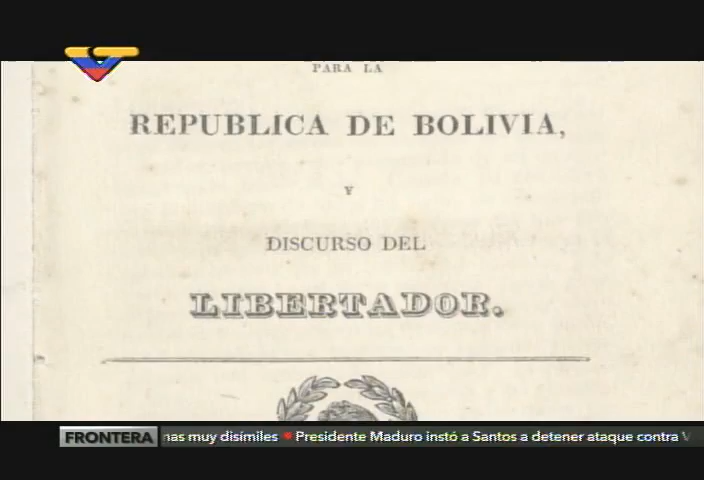 PARA LA
REPUBLICA DE BOLIVIA,
Y
DISCURSO DEL
LIBERTADOR.
FRONTERA
nas muy disímiles • Presidente Maduro instó a Santos a detener ataque contra V